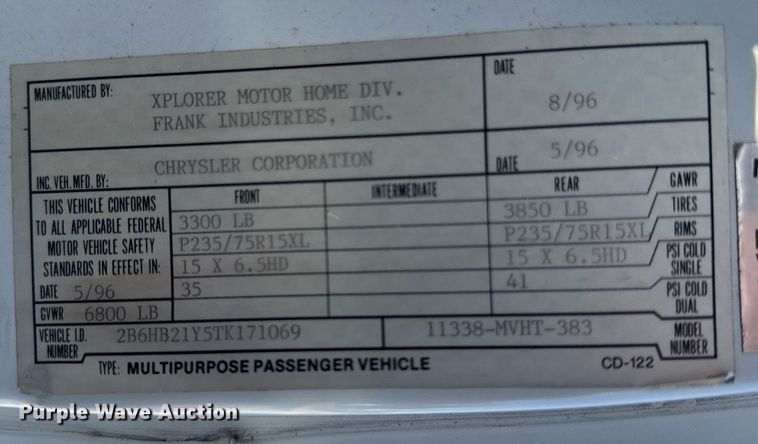 MANUFACTURED BY: XPLORER MOTOR HOME DIV. DATE
FRANK INDUSTRIES, INC. 8/96
INC. VEH. MFD. BY: CHRYSLER CORPORATION DATE 5/96
THIS VEHICLE CONFORMS FRONT INTERMEDIATE REAR GAWR
TO ALL APPLICABLE FEDERAL 3300 LB 3850 LB TIRES
MOTOR VEHICLE SAFETY P235/75R15XL P235/75R15XL RIMS
STANDARDS IN EFFECT IN: 15 X 6.5HD 15 X 6.5HD PSI COLD SINGLE
DATE 5/96 35 41 PSI COLD DUAL
GVWR 6800 LB
VEHICLE I.D. NUMBER 2B6HB21Y5TK171069 11338-MVHT-383 MODEL NUMBER
TYPE: MULTIPURPOSE PASSENGER VEHICLE CD-122
Purple Wave Auction